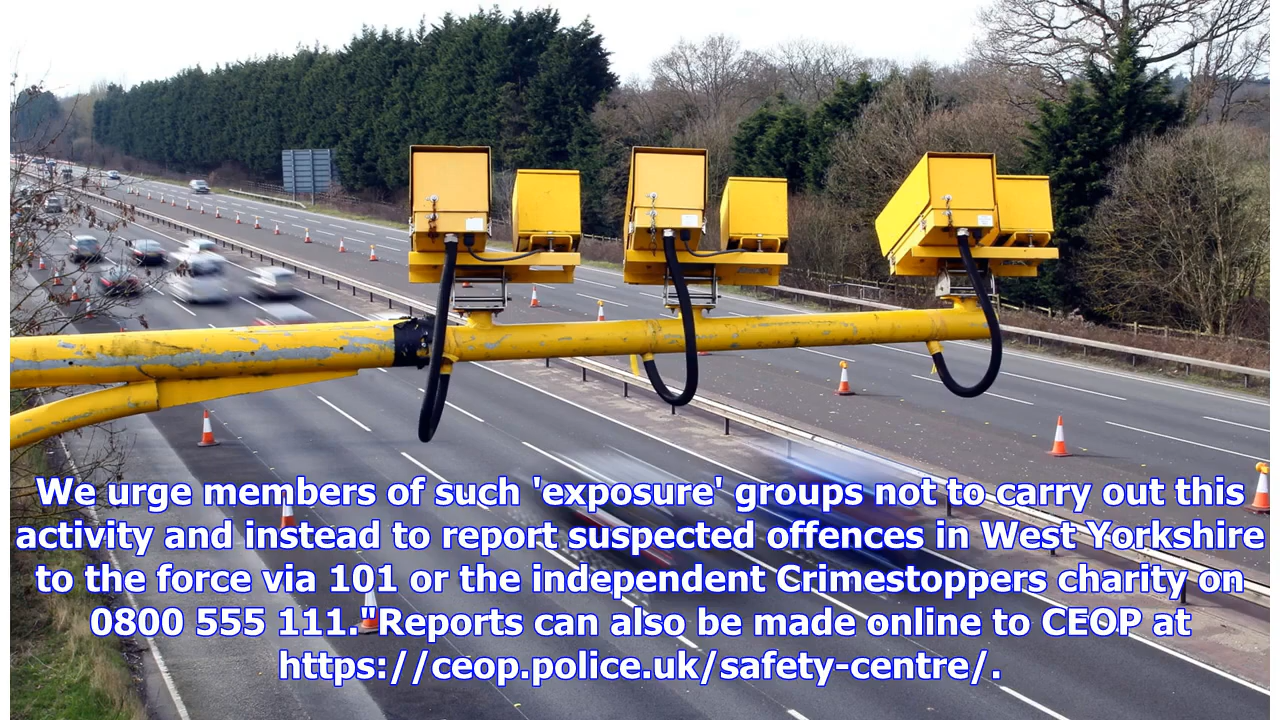 We urge members of such 'exposure' groups not to carry out this
activity and instead to report suspected offences in West Yorkshire
to the force via 101 or the independent Crimestoppers charity on
0800 555 111."Reports can also be made online to CEOP at
https://ceop.police.uk/safety-centre/.